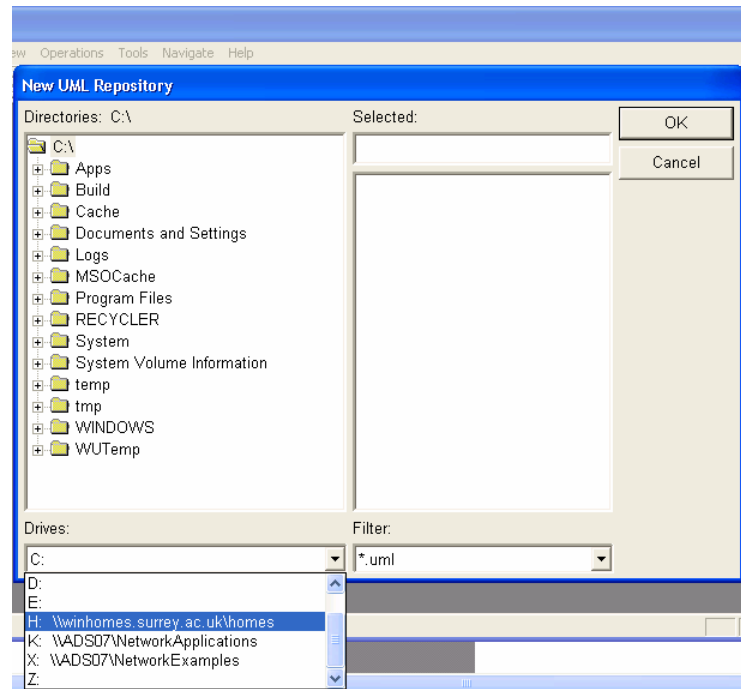 ew Operations Tools Navigate Help
New UML Repository
Directories: C:\
Selected:
OK
Cancel
C:\
Apps
Build
Cache
Documents and Settings
Logs
MSOCache
Program Files
RECYCLER
System
System Volume Information
temp
tmp
WINDOWS
WUTemp
Drives:
Filter:
C:
*.uml
D:
E:
H: \\winhomes.surrey.ac.uk\homes
K: \\ADS07\NetworkApplications
X: \\ADS07\NetworkExamples
Z: